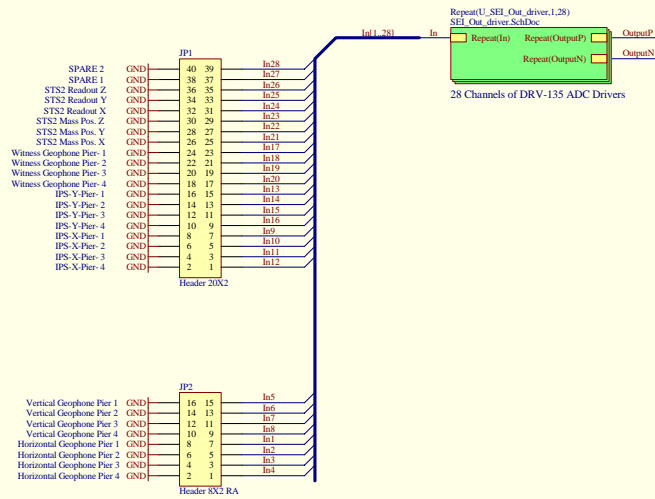 Repeat(U_SEI_Out_driver,1,28)
SEI_Out_driver.SchDoc
In[1..28] In Repeat(In) Repeat(OutputP) OutputP
Repeat(OutputN) OutputN
28 Channels of DRV-135 ADC Drivers
JP1
SPARE 2 GND 40 39 In28
SPARE 1 GND 38 37 In27
STS2 Readout Z GND 36 35 In26
STS2 Readout Y GND 34 33 In25
STS2 Readout X GND 32 31 In24
STS2 Mass Pos. Z GND 30 29 In23
STS2 Mass Pos. Y GND 28 27 In22
STS2 Mass Pos. X GND 26 25 In21
Witness Geophone Pier- 1 GND 24 23 In17
Witness Geophone Pier- 2 GND 22 21 In18
Witness Geophone Pier- 3 GND 20 19 In19
Witness Geophone Pier- 4 GND 18 17 In20
IPS-Y-Pier- 1 GND 16 15 In13
IPS-Y-Pier- 2 GND 14 13 In14
IPS-Y-Pier- 3 GND 12 11 In15
IPS-Y-Pier- 4 GND 10 9 In16
IPS-X-Pier- 1 GND 8 7 In9
IPS-X-Pier- 2 GND 6 5 In10
IPS-X-Pier- 3 GND 4 3 In11
IPS-X-Pier- 4 GND 2 1 In12
Header 20X2
JP2
Vertical Geophone Pier 1 GND 16 15 In5
Vertical Geophone Pier 2 GND 14 13 In6
Vertical Geophone Pier 3 GND 12 11 In7
Vertical Geophone Pier 4 GND 10 9 In8
Horizontal Geophone Pier 1 GND 8 7 In1
Horizontal Geophone Pier 2 GND 6 5 In2
Horizontal Geophone Pier 3 GND 4 3 In3
Horizontal Geophone Pier 4 GND 2 1 In4
Header 8X2 RA